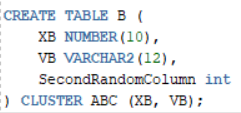 CREATE TABLE B (
XB NUMBER(10),
VB VARCHAR2(12),
SecondRandomColumn int
) CLUSTER ABC (XB, VB);